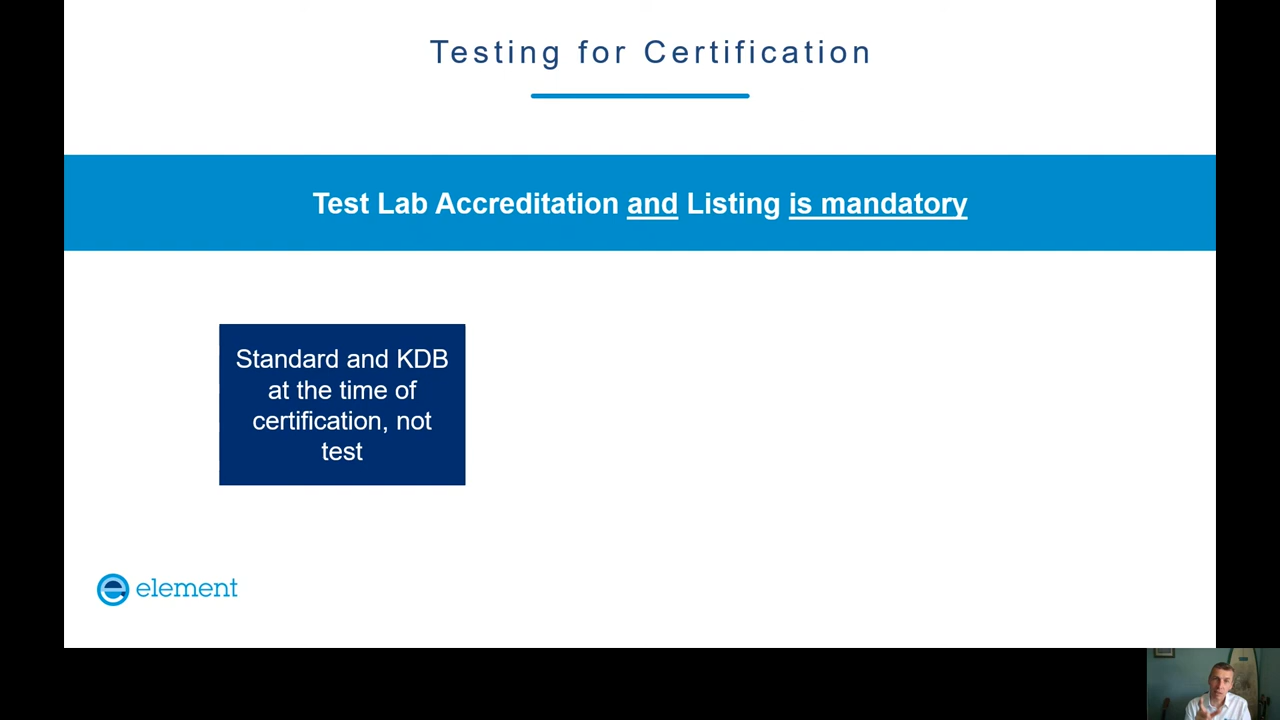 Testing for Certification
Test Lab Accreditation and Listing is mandatory
Standard and KDB
at the time of
certification, not
test
element